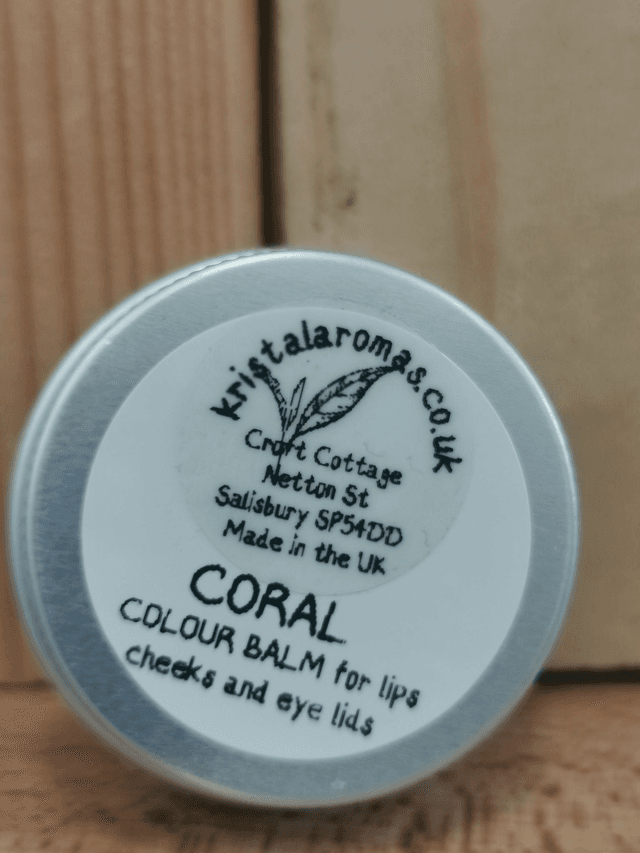 kristalaromas.co.uk
Croft Cottage
Netton St
Salisbury SP54DD
Made in the UK
CORAL
COLOUR BALM for lips
cheeks and eye lids